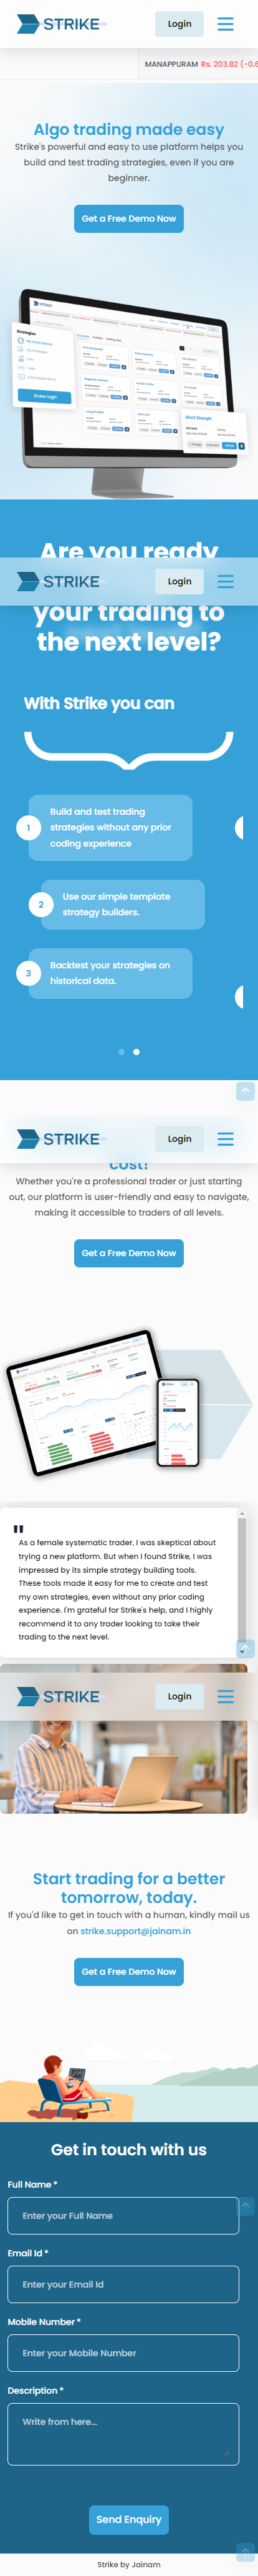 STRIKE
Login
MANAPPURAM Rs. 203.82 (-0.6
Algo trading made easy
Strike's powerful and easy to use platform helps you
build and test trading strategies, even if you are
beginner.
Get a Free Demo Now
STRIKE
Strategies
Broker Login
Short Strangle
Are you ready
STRIKE
Login
your trading to
the next level?
With Strike you can
1
Build and test trading
strategies without any prior
coding experience
2
Use our simple template
strategy builders.
3
Backtest your strategies on
historical data.
STRIKE
Login
cost!
Whether you're a professional trader or just starting
out, our platform is user-friendly and easy to navigate,
making it accessible to traders of all levels.
Get a Free Demo Now
"
As a female systematic trader, I was skeptical about
trying a new platform. But when I found Strike, I was
impressed by its simple strategy building tools.
These tools made it easy for me to create and test
my own strategies, even without any prior coding
experience. I'm grateful for Strike's help, and I highly
recommend it to any trader looking to take their
trading to the next level.
STRIKE
Login
Start trading for a better
tomorrow, today.
If you'd like to get in touch with a human, kindly mail us
on strike.support@jainam.in
Get a Free Demo Now
Get in touch with us
Full Name *
Enter your Full Name
Email Id *
Enter your Email Id
Mobile Number *
Enter your Mobile Number
Description *
Write from here...
Send Enquiry
Strike by Jainam